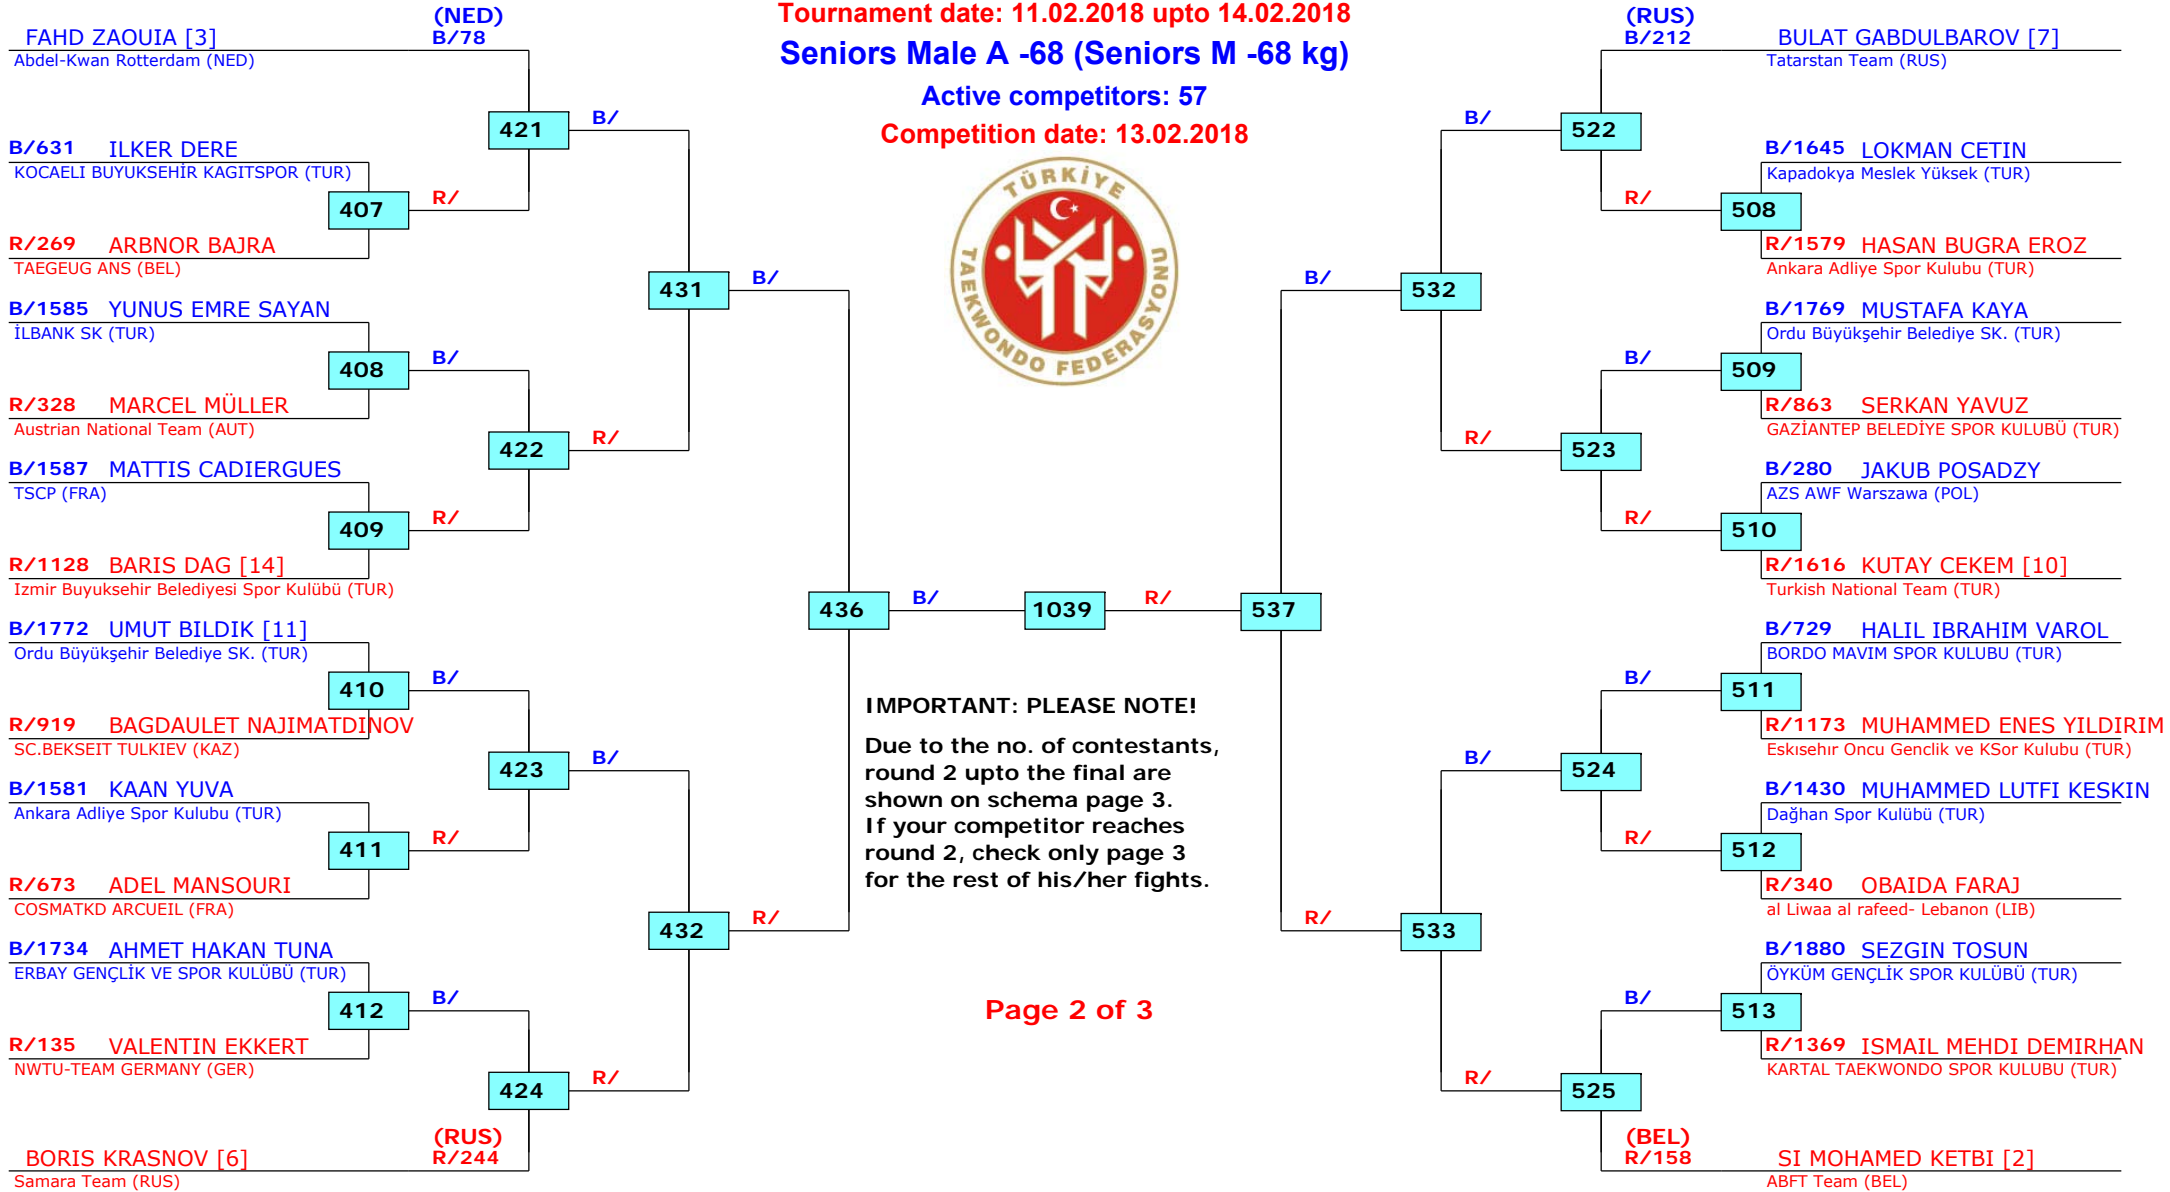 Tournament date: 11.02.2018 upto 14.02.2018
Seniors Male A -68 (Seniors M -68 kg)
Active competitors: 57
Competition date: 13.02.2018
TÜRKİYE
TAEKWONDO FEDERASYONU
(NED)
FAHD ZAOUIA [3] B/78
Abdel-Kwan Rotterdam (NED)
421 B/
B/631 ILKER DERE
KOCAELI BUYUKSEHİR KAGITSPOR (TUR)
407 R/
R/269 ARBNOR BAJRA
TAEGEUG ANS (BEL)
431 B/
B/1585 YUNUS EMRE SAYAN
İLBANK SK (TUR)
408 B/
R/328 MARCEL MÜLLER
Austrian National Team (AUT)
422 R/
B/1587 MATTIS CADIERGUES
TSCP (FRA)
409 R/
R/1128 BARIS DAG [14]
Izmir Buyuksehir Belediyesi Spor Kulübü (TUR)
436 B/ 1039 R/ 537
B/1772 UMUT BILDIK [11]
Ordu Büyükşehir Belediye SK. (TUR)
410 B/
R/919 BAGDAULET NAJIMATDINOV
SC.BEKSEIT TULKIEV (KAZ)
423 B/
B/1581 KAAN YUVA
Ankara Adliye Spor Kulubu (TUR)
411 R/
R/673 ADEL MANSOURI
COSMATKD ARCUEIL (FRA)
432 R/
B/1734 AHMET HAKAN TUNA
ERBAY GENÇLİK VE SPOR KULÜBÜ (TUR)
412 B/
R/135 VALENTIN EKKERT
NWTU-TEAM GERMANY (GER)
424 R/
(RUS)
BORIS KRASNOV [6] R/244
Samara Team (RUS)
IMPORTANT: PLEASE NOTE!
Due to the no. of contestants,
round 2 upto the final are
shown on schema page 3.
If your competitor reaches
round 2, check only page 3
for the rest of his/her fights.
Page 2 of 3
(RUS)
B/212 BULAT GABDULBAROV [7]
Tatarstan Team (RUS)
B/ 522
B/1645 LOKMAN CETIN
Kapadokya Meslek Yüksek (TUR)
R/ 508
R/1579 HASAN BUGRA EROZ
Ankara Adliye Spor Kulubu (TUR)
B/ 532
B/1769 MUSTAFA KAYA
Ordu Büyükşehir Belediye SK. (TUR)
B/ 509
R/863 SERKAN YAVUZ
GAZİANTEP BELEDİYE SPOR KULUBÜ (TUR)
R/ 523
B/280 JAKUB POSADZY
AZS AWF Warszawa (POL)
R/ 510
R/1616 KUTAY CEKEM [10]
Turkish National Team (TUR)
B/729 HALIL IBRAHIM VAROL
BORDO MAVIM SPOR KULUBU (TUR)
B/ 511
R/1173 MUHAMMED ENES YILDIRIM
Eskısehır Oncu Genclik ve KSor Kulubu (TUR)
B/ 524
B/1430 MUHAMMED LUTFI KESKIN
Dağhan Spor Kulübü (TUR)
R/ 512
R/340 OBAIDA FARAJ
al Liwaa al rafeed- Lebanon (LIB)
R/ 533
B/1880 SEZGIN TOSUN
ÖYKÜM GENÇLİK SPOR KULÜBÜ (TUR)
B/ 513
R/1369 ISMAIL MEHDI DEMIRHAN
KARTAL TAEKWONDO SPOR KULUBU (TUR)
R/ 525
(BEL)
R/158 SI MOHAMED KETBI [2]
ABFT Team (BEL)